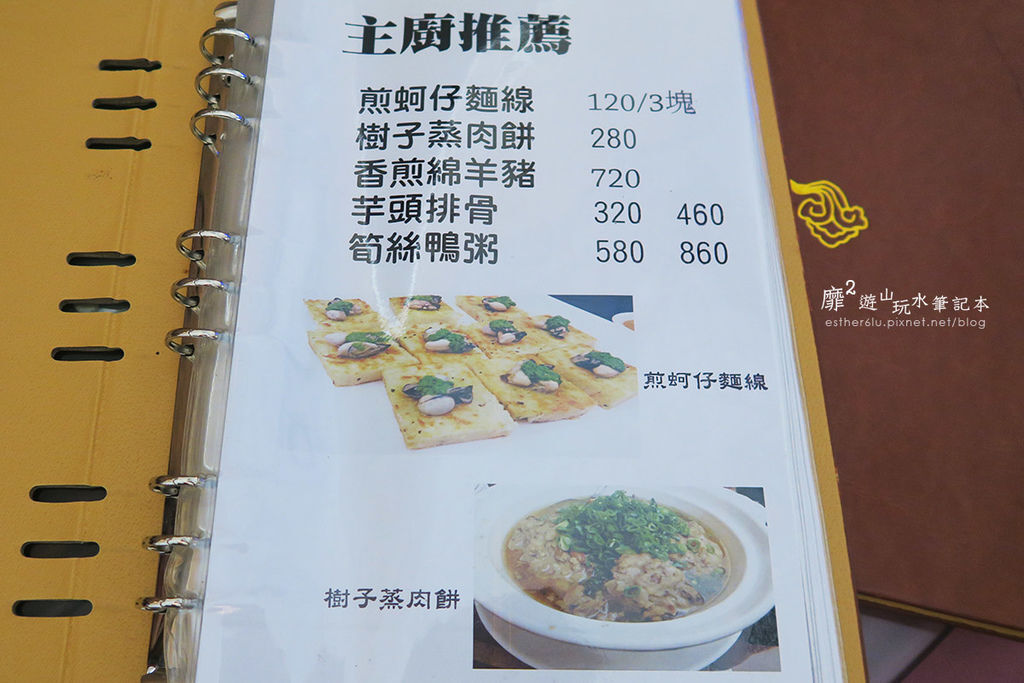 主廚推薦
煎蚵仔麵線 120/3塊
樹子蒸肉餅 280
香煎綿羊豬 720
芋頭排骨 320 460
筍絲鴨粥 580 860
煎蚵仔麵線
樹子蒸肉餅
靡2遊山玩水筆記本
esther61u.pixnet.net/blog